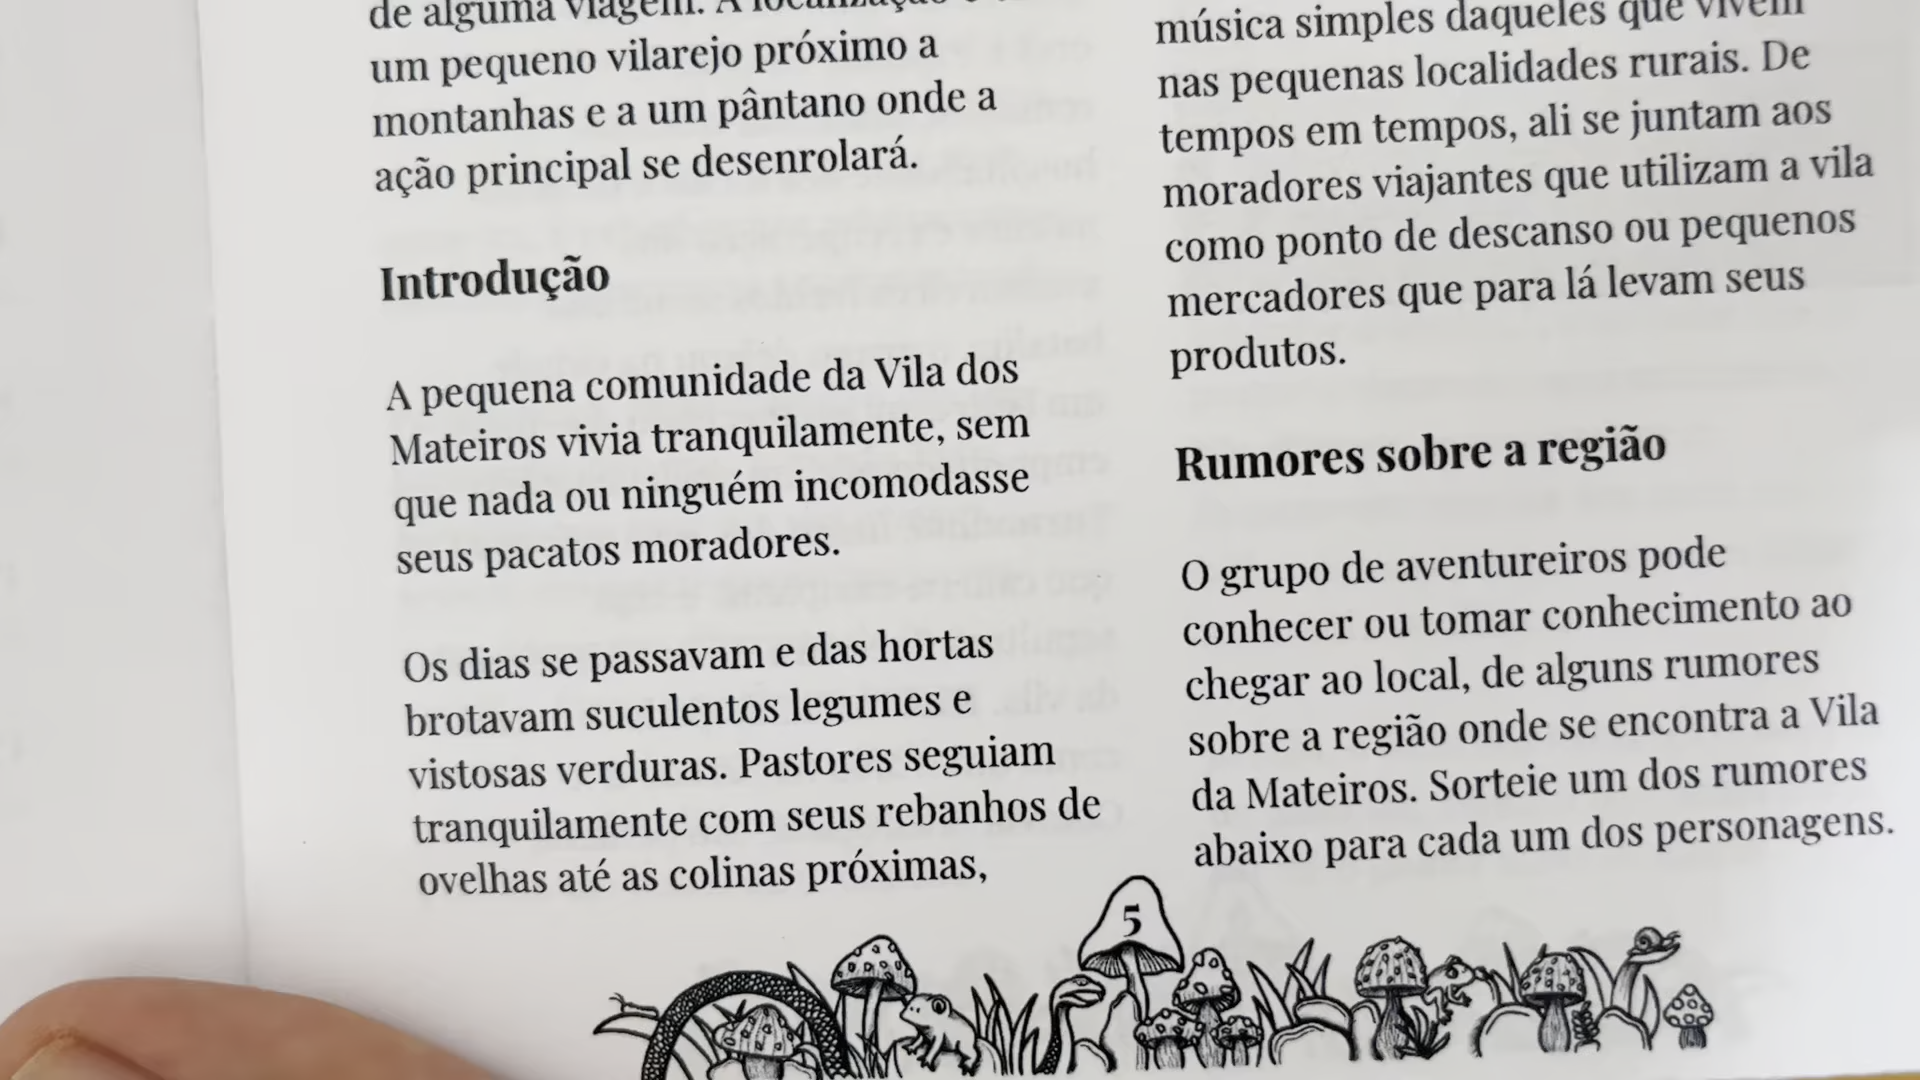 de alguma viagem. A localização é
um pequeno vilarejo próximo a
montanhas e a um pântano onde a
ação principal se desenrolará.
Introdução
A pequena comunidade da Vila dos
Mateiros vivia tranquilamente, sem
que nada ou ninguém incomodasse
seus pacatos moradores.
Os dias se passavam e das hortas
brotavam suculentos legumes e
vistosas verduras. Pastores seguiam
tranquilamente com seus rebanhos de
ovelhas até as colinas próximas,
música simples daqueles que vivem
nas pequenas localidades rurais. De
tempos em tempos, ali se juntam aos
moradores viajantes que utilizam a vila
como ponto de descanso ou pequenos
mercadores que para lá levam seus
produtos.
Rumores sobre a região
O grupo de aventureiros pode
conhecer ou tomar conhecimento ao
chegar ao local, de alguns rumores
sobre a região onde se encontra a Vila
da Mateiros. Sorteie um dos rumores
abaixo para cada um dos personagens.
5